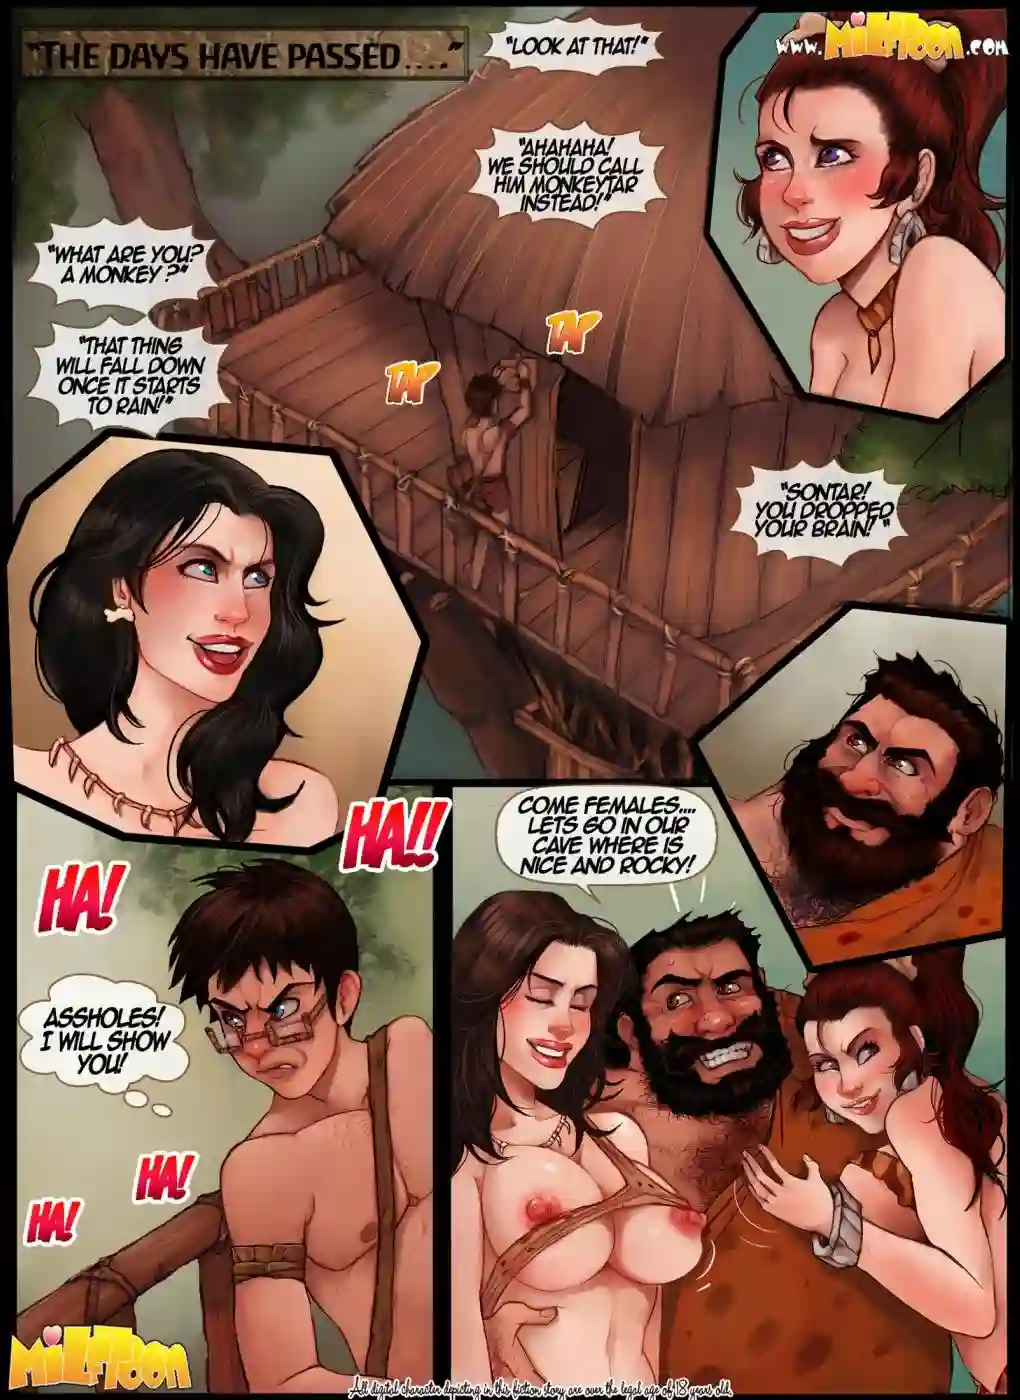 "THE DAYS HAVE PASSED...."
"LOOK AT THAT!"
www.MILFTOON.COM
"AHAHAHA!
WE SHOULD CALL
HIM MONKEYTAR
INSTEAD!"
"WHAT ARE YOU?
A MONKEY?"
"THAT THING
WILL FALL DOWN
ONCE IT STARTS
TO RAIN!"
TAP
TAP
"SONTAR!
YOU DROPPED
YOUR BRAIN!"
HA!!
HA!
ASSHOLES!
I WILL SHOW
YOU!
HA!
HA!
COME FEMALES....
LETS GO IN OUR
CAVE WHERE IS
NICE AND ROCKY!
MILFTOON
All digital character depicting in this fiction story are over the legal age of 18 years old.